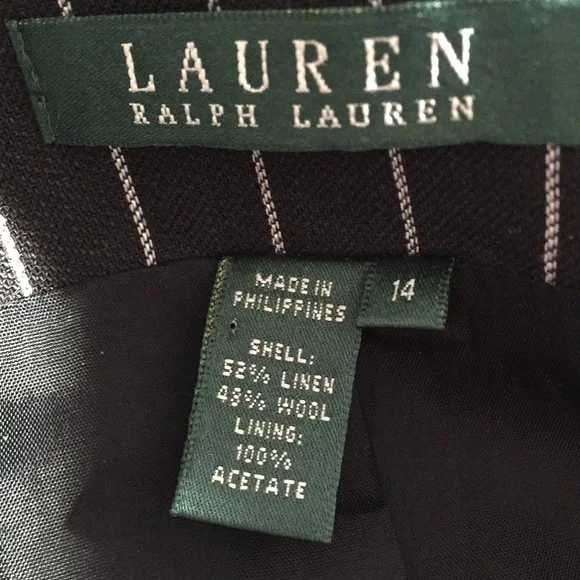 LAUREN
RALPH LAUREN
MADE IN
PHILIPPINES
14
SHELL:
52% LINEN
48% WOOL
LINING:
100%
ACETATE